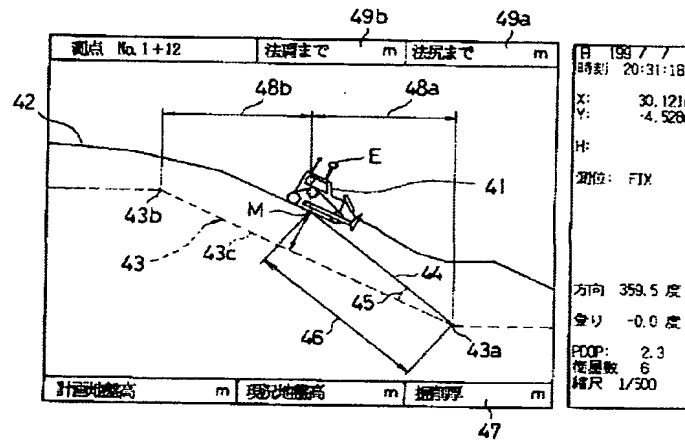 49b
49a
測点 No.1+12
法肩まで m
法尻まで m
日 199 / /
時刻 20:31:18
48b
48a
X: 30.121
Y: -4.528
42
E
41
H:
測位: FIX
M
43b
43
43c
44
45
46
43a
方向 359.5 度
登り -0.0 度
PDOP: 2.3
衛星数 6
縮尺 1/500
計画地盤高 m
現況地盤高 m
掘削厚 m
47